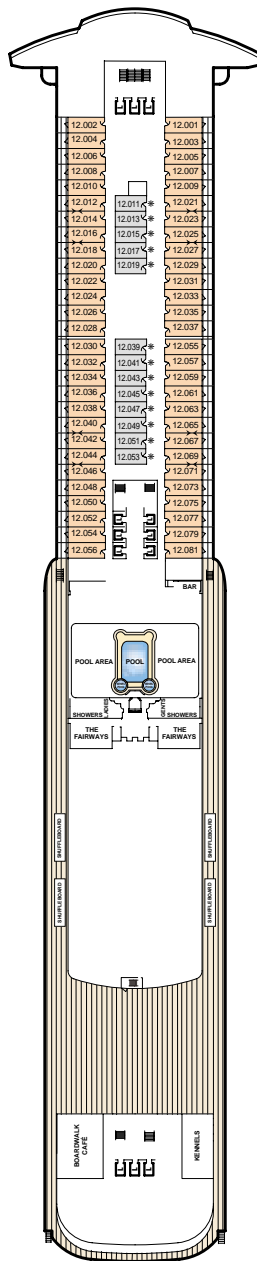 12.002 12.001
12.004 12.003
12.006 12.005
12.008 12.007
12.010 12.009
12.012 12.011 12.021
12.014 12.013 12.023
12.016 12.015 12.025
12.018 12.017 12.027
12.020 12.019 12.029
12.022 12.031
12.024 12.033
12.026 12.035
12.028 12.037
12.030 12.039 12.055
12.032 12.041 12.057
12.034 12.043 12.059
12.036 12.045 12.061
12.038 12.047 12.063
12.040 12.049 12.065
12.042 12.051 12.067
12.044 12.053 12.069
12.046 12.071
12.048 12.073
12.050 12.075
12.052 12.077
12.054 12.079
12.056 12.081
BAR
POOL AREA POOL POOL AREA
LADIES GENTS
SHOWERS SHOWERS
THE THE
FAIRWAYS FAIRWAYS
SHUFFLEBOARD SHUFFLEBOARD
SHUFFLEBOARD SHUFFLEBOARD
BOARDWALK
CAFÉ
KENNELS